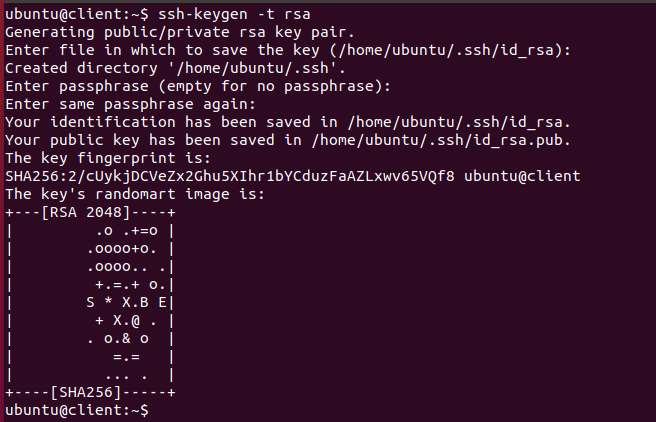 ubuntu@client:~$ ssh-keygen -t rsa
Generating public/private rsa key pair.
Enter file in which to save the key (/home/ubuntu/.ssh/id_rsa):
Created directory '/home/ubuntu/.ssh'.
Enter passphrase (empty for no passphrase):
Enter same passphrase again:
Your identification has been saved in /home/ubuntu/.ssh/id_rsa.
Your public key has been saved in /home/ubuntu/.ssh/id_rsa.pub.
The key fingerprint is:
SHA256:2/cUykjDCVeZx2Ghu5XIhr1bYCduzFaAZLxwv65VQf8 ubuntu@client
The key's randomart image is:
+---[RSA 2048]----+
|          .o .+=o |
|         .oooo+o. |
|         .oooo.. .|
|          +.=.+ o.|
|         S * X.B E|
|          + X.@ . |
|         . o.& o  |
|            =.=   |
|           ... .  |
+----[SHA256]-----+
ubuntu@client:~$